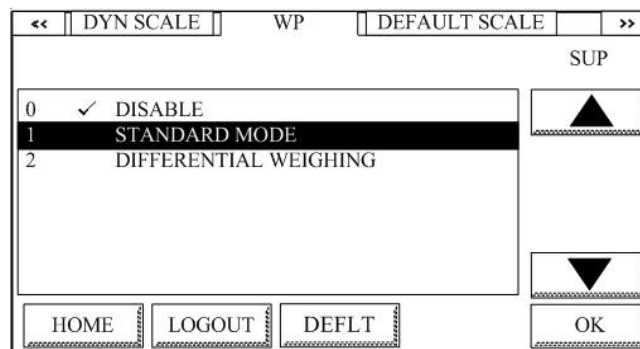 << DYN SCALE WP DEFAULT SCALE >>
SUP
0 ✓ DISABLE
1 STANDARD MODE
2 DIFFERENTIAL WEIGHING
HOME LOGOUT DEFLT OK